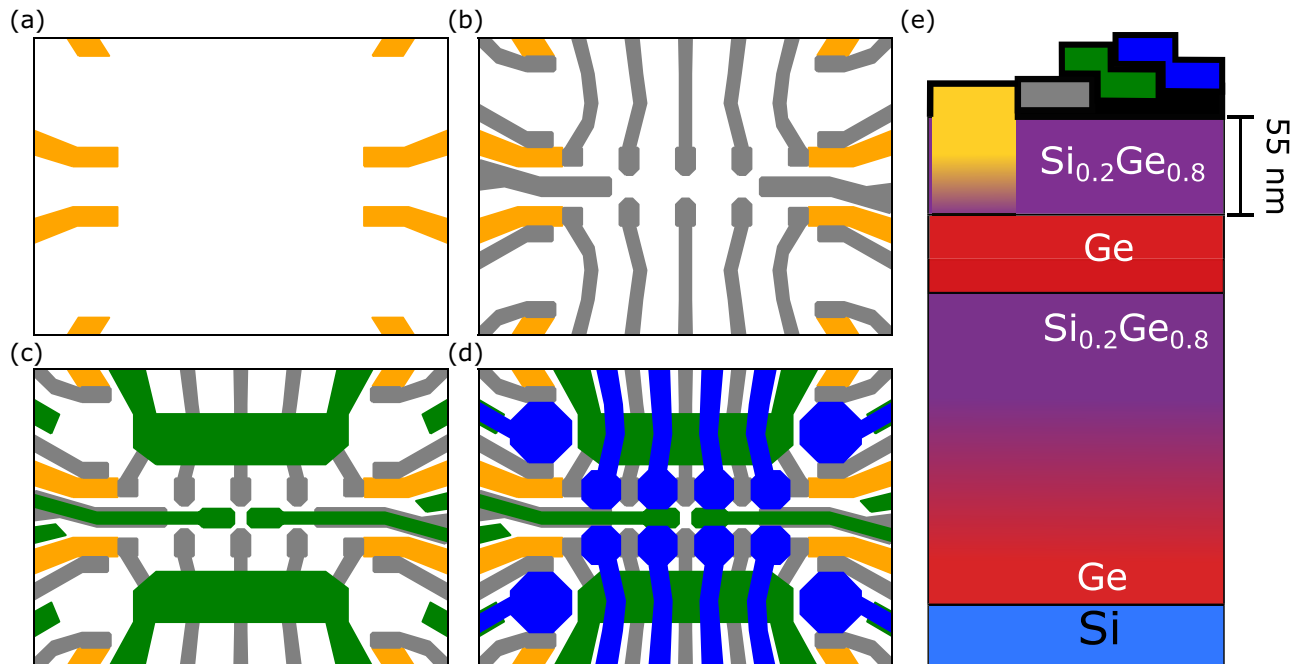 (a)
(b)
(e)
Si₀.₂Ge₀.₈
55 nm
Ge
Si₀.₂Ge₀.₈
(c)
(d)
Ge
Si